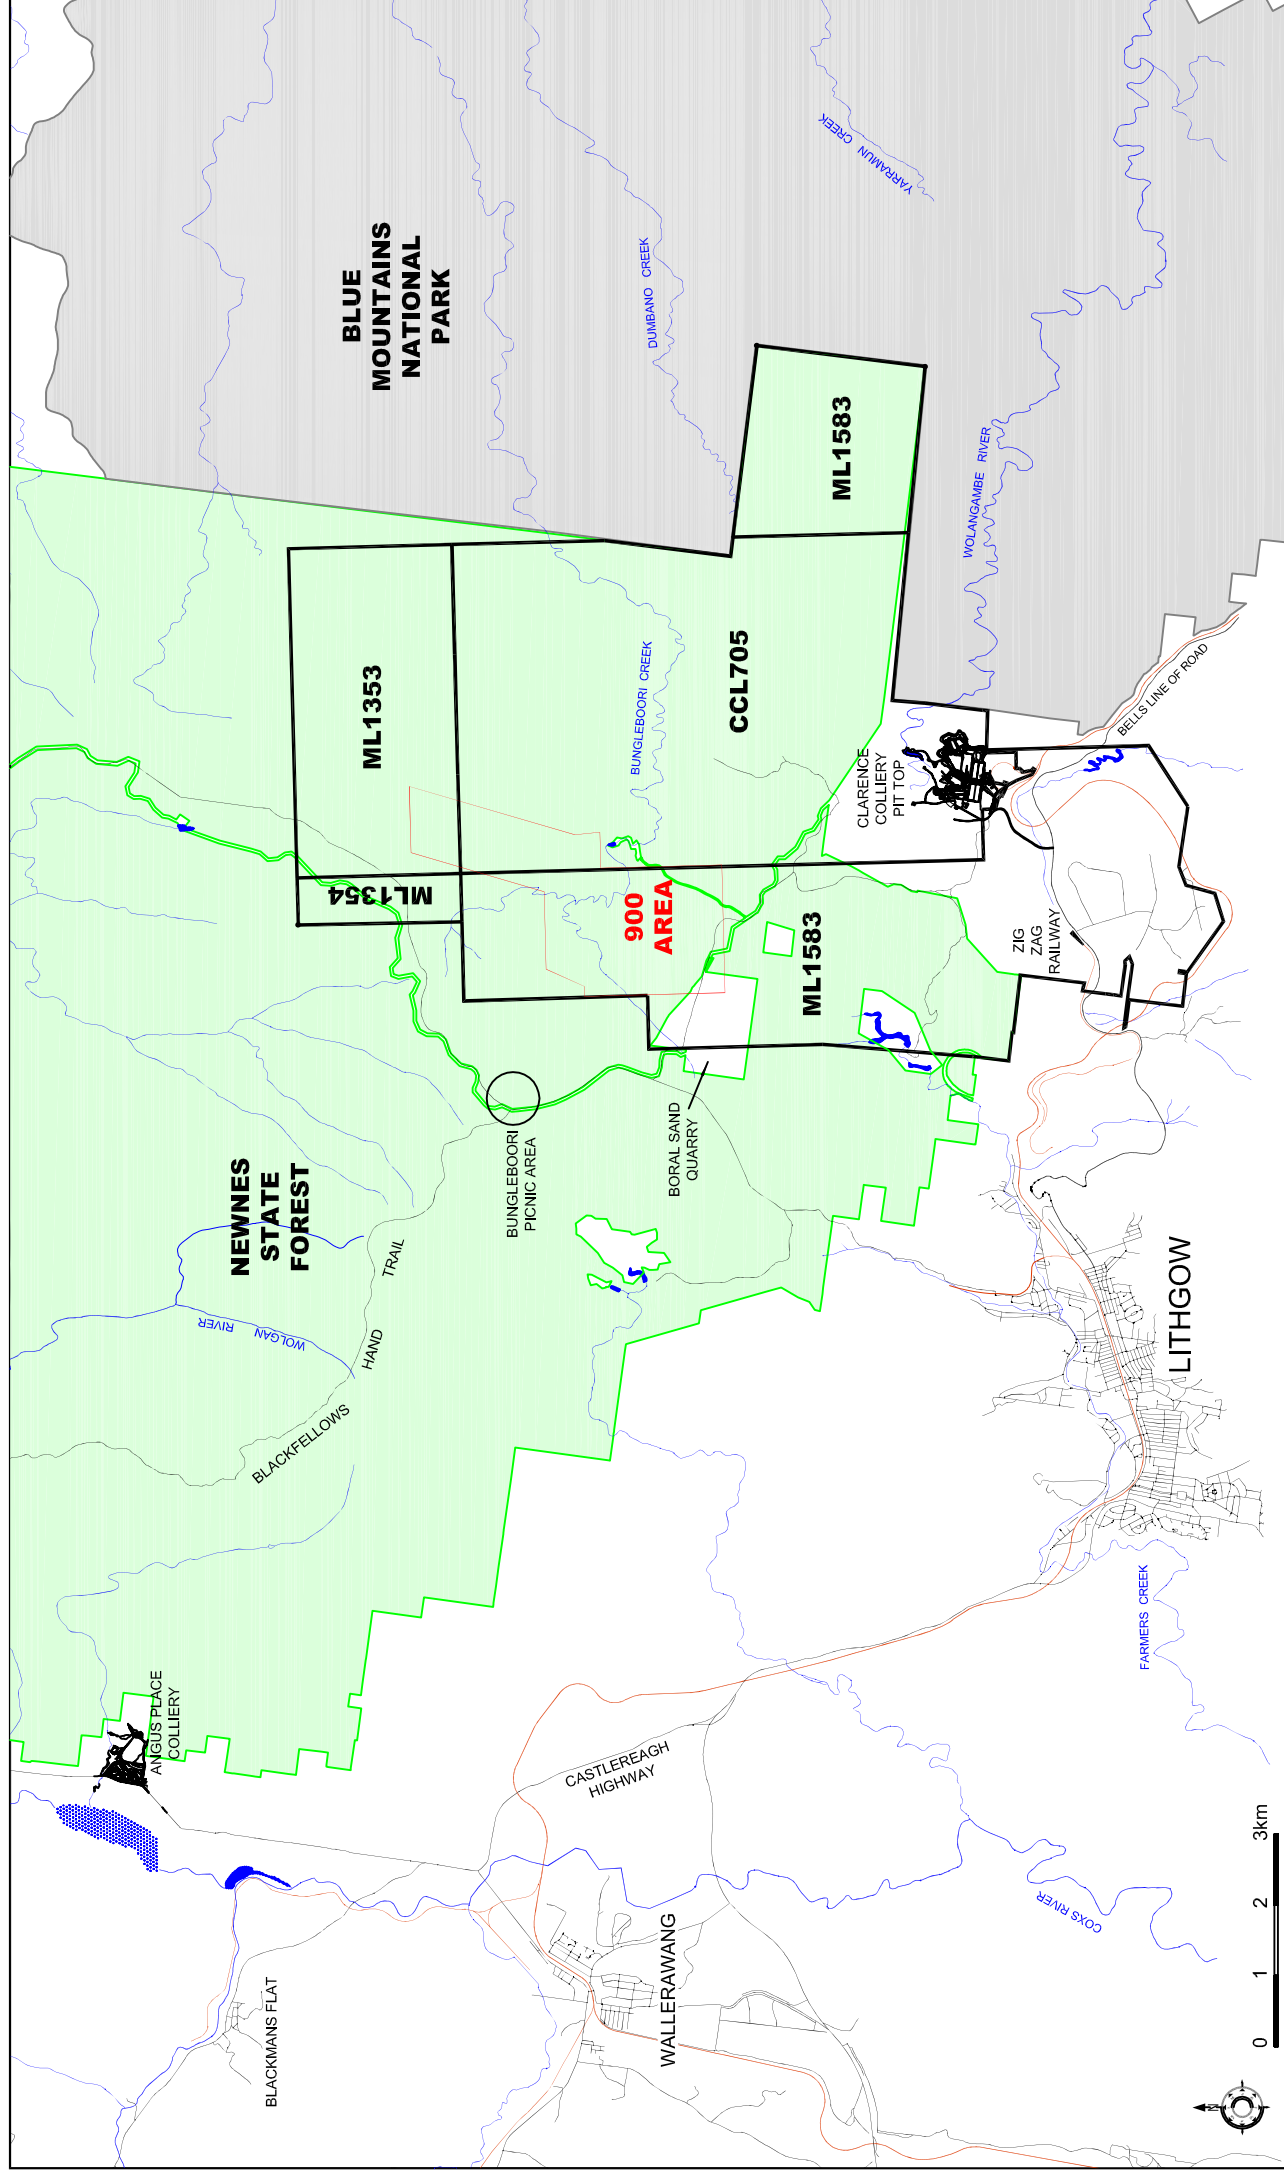 BLUE
MOUNTAINS
NATIONAL
PARK
YARRAMUN CREEK
DUMBANO CREEK
WOLANGAMBE RIVER
ML1583
ML1353
CCL705
BUNGLEBOORI CREEK
BELLS LINE OF ROAD
CLARENCE
COLLIERY
PIT TOP
ML1354
900
AREA
ML1583
ZIG
ZAG
RAILWAY
NEWNES
STATE
FOREST
BUNGLEBOORI
PICNIC AREA
BORAL SAND
QUARRY
WOLGAN RIVER
BLACKFELLOWS HAND TRAIL
LITHGOW
FARMERS CREEK
ANGUS PLACE
COLLIERY
CASTLEREAGH
HIGHWAY
COXS RIVER
WALLERAWANG
BLACKMANS FLAT
0 1 2 3km
N